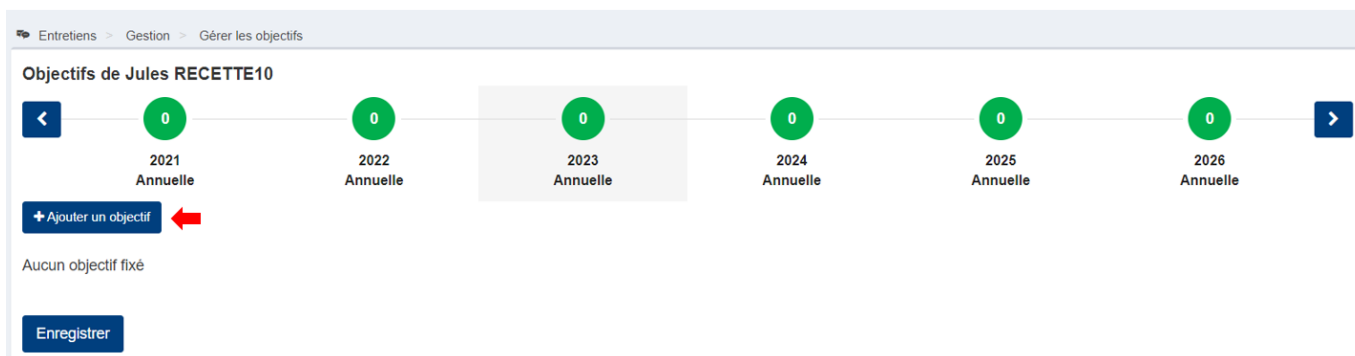 Entretiens > Gestion > Gérer les objectifs
Objectifs de Jules RECETTE10
0 0 0 0 0 0
2021 2022 2023 2024 2025 2026
Annuelle Annuelle Annuelle Annuelle Annuelle Annuelle
+ Ajouter un objectif
Aucun objectif fixé
Enregistrer